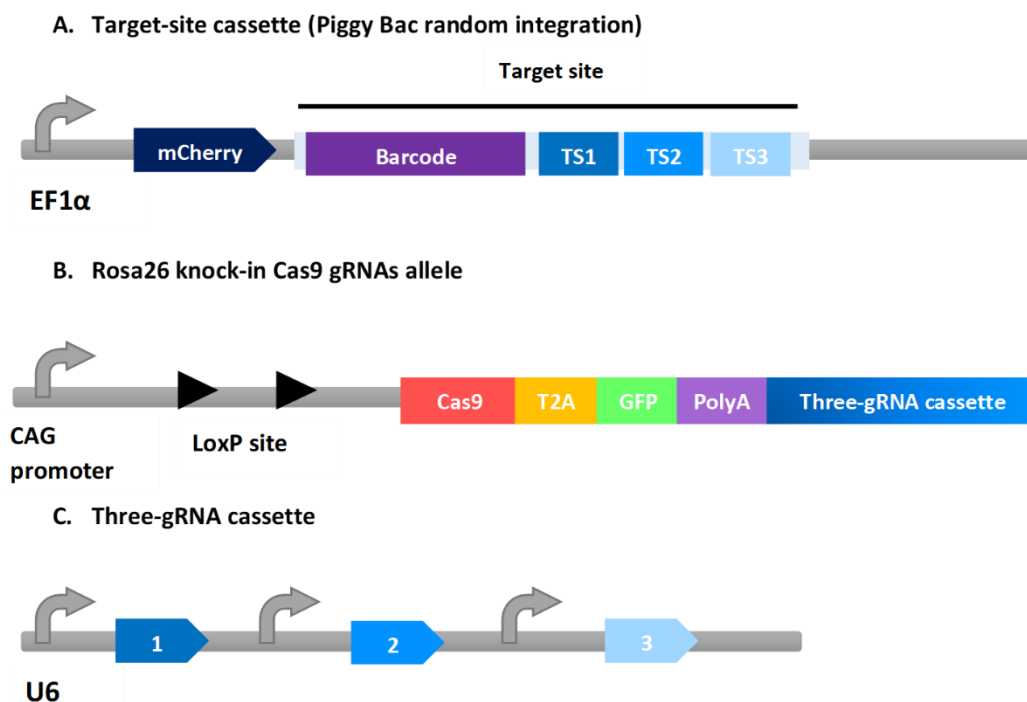 A. Target-site cassette (Piggy Bac random integration)
Target site
mCherry Barcode TS1 TS2 TS3
EF1α
B. Rosa26 knock-in Cas9 gRNAs allele
Cas9 T2A GFP PolyA Three-gRNA cassette
CAG
promoter
LoxP site
C. Three-gRNA cassette
1 2 3
U6